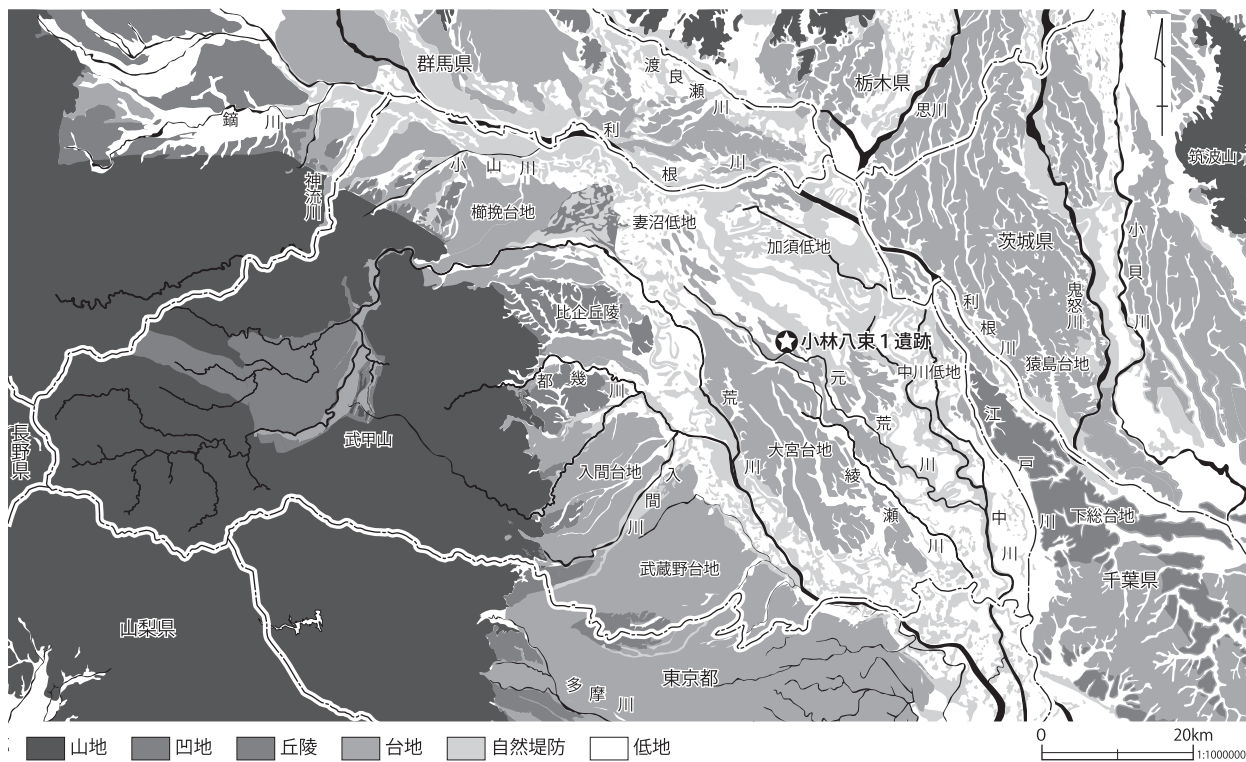 群馬県
渡良瀬川
栃木県
思川
鏑川
利根川
筑波山
小山川
神流川
櫛挽台地
妻沼低地
加須低地
茨城県
小貝川
鬼怒川
比企丘陵
利根川
小林八束1遺跡
猿島台地
都幾川
元荒川
中川低地
荒川
江戸川
長野県
武甲山
大宮台地
入間台地
綾瀬川
入間川
中川
下総台地
武蔵野台地
千葉県
山梨県
東京都
多摩川
山地
凹地
丘陵
台地
自然堤防
低地
0
20km
1:1000000